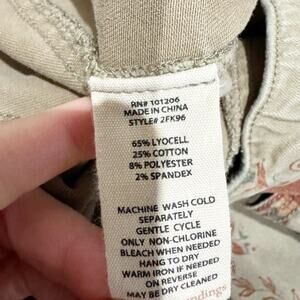 RN# 101206
MADE IN CHINA
STYLE# 2FK96
65% LYOCELL
25% COTTON
8% POLYESTER
2% SPANDEX
MACHINE WASH COLD
SEPARATELY
GENTLE CYCLE
ONLY NON-CHLORINE
BLEACH WHEN NEEDED
HANG TO DRY
WARM IRON IF NEEDED
ON REVERSE
MAY BE DRY CLEANED